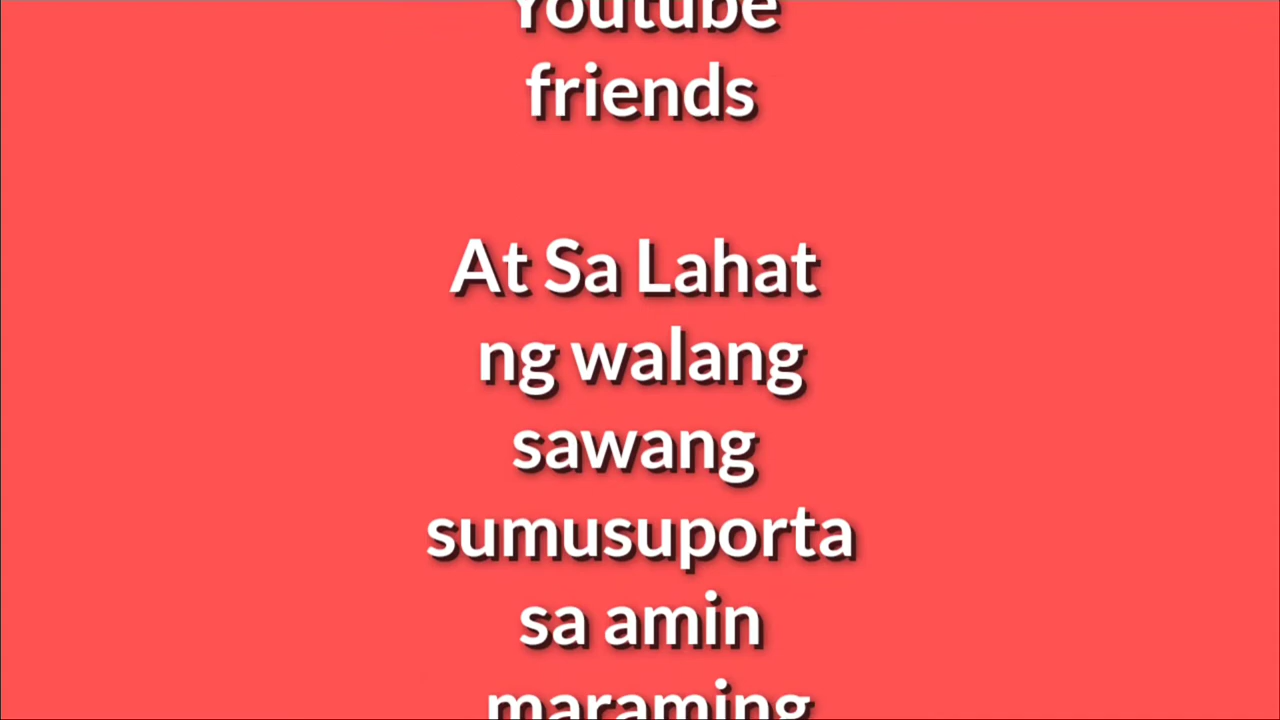 Youtube
friends
At Sa Lahat
ng walang
sawang
sumusuporta
sa amin
maraming